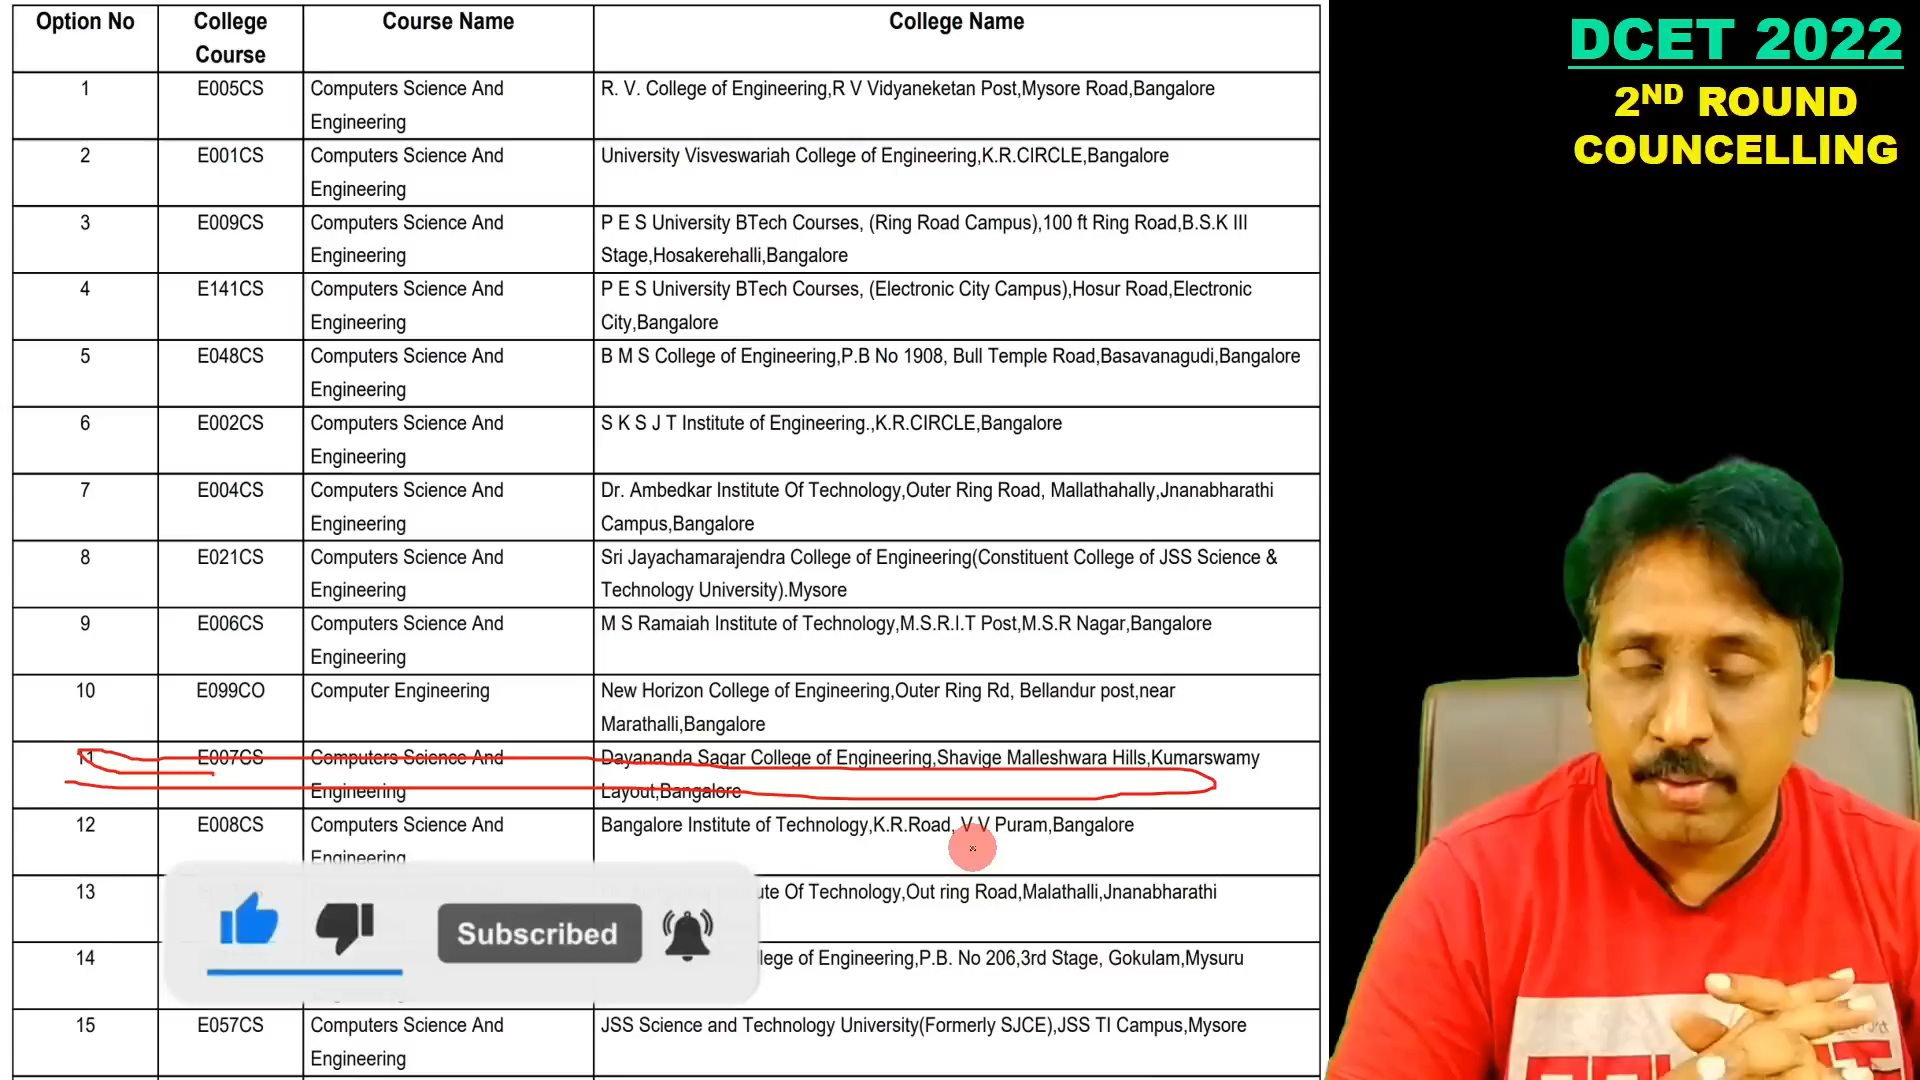 Option No College Course Name College Name
Course
1 E005CS Computers Science And R. V. College of Engineering,R V Vidyaneketan Post,Mysore Road,Bangalore
Engineering
2 E001CS Computers Science And University Visveswariah College of Engineering,K.R.CIRCLE,Bangalore
Engineering
3 E009CS Computers Science And P E S University BTech Courses, (Ring Road Campus),100 ft Ring Road,B.S.K III
Engineering Stage,Hosakerehalli,Bangalore
4 E141CS Computers Science And P E S University BTech Courses, (Electronic City Campus),Hosur Road,Electronic
Engineering City,Bangalore
5 E048CS Computers Science And B M S College of Engineering,P.B No 1908, Bull Temple Road,Basavanagudi,Bangalore
Engineering
6 E002CS Computers Science And S K S J T Institute of Engineering.,K.R.CIRCLE,Bangalore
Engineering
7 E004CS Computers Science And Dr. Ambedkar Institute Of Technology,Outer Ring Road, Mallathahally,Jnanabharathi
Engineering Campus,Bangalore
8 E021CS Computers Science And Sri Jayachamarajendra College of Engineering(Constituent College of JSS Science &
Engineering Technology University).Mysore
9 E006CS Computers Science And M S Ramaiah Institute of Technology,M.S.R.I.T Post,M.S.R Nagar,Bangalore
Engineering
10 E099CO Computer Engineering New Horizon College of Engineering,Outer Ring Rd, Bellandur post,near
Marathalli,Bangalore
11 E007CS Computers Science And Dayananda Sagar College of Engineering,Shavige Malleshwara Hills,Kumarswamy
Engineering Layout,Bangalore
12 E008CS Computers Science And Bangalore Institute of Technology,K.R.Road, V V Puram,Bangalore
Engineering
13 Of Technology,Out ring Road,Malathalli,Jnanabharathi
14 of Engineering,P.B. No 206,3rd Stage, Gokulam,Mysuru
15 E057CS Computers Science And JSS Science and Technology University(Formerly SJCE),JSS TI Campus,Mysore
Engineering
Subscribed
DCET 2022
2ND ROUND
COUNCELLING